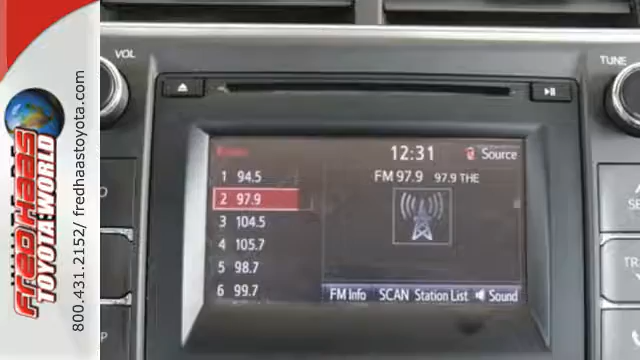 FRED HAAS
TOYOTA WORLD
800.431.2152/ fredhaastoyota.com
VOL
TUNE
12:31
Source
FM 97.9 97.9 THE
1 94.5
2 97.9
3 104.5
4 105.7
5 98.7
6 99.7
FM Info SCAN Station List Sound
SE
TR